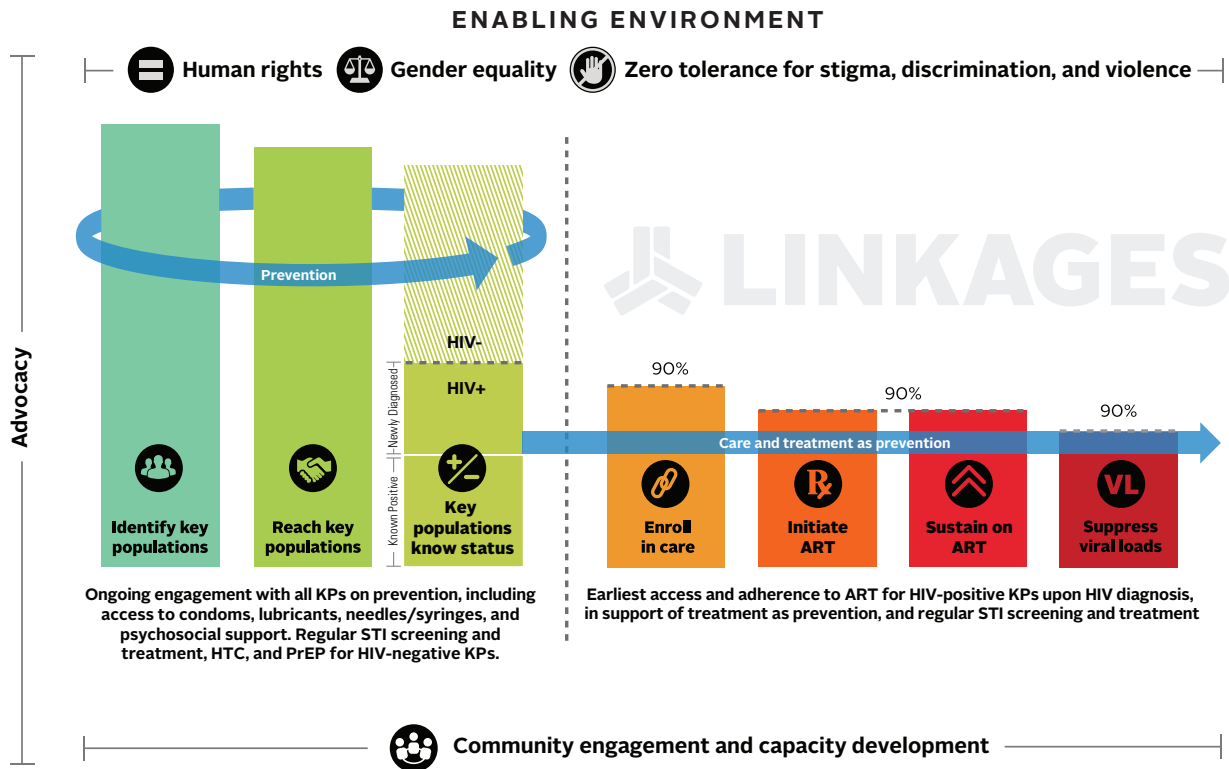 ENABLING ENVIRONMENT
Human rights
Gender equality
Zero tolerance for stigma, discrimination, and violence
Advocacy
Prevention
HIV-
HIV+
Newly Diagnosed
Known Positive
Identify key
populations
Reach key
populations
+/-
Key
populations
know status
Ongoing engagement with all KPs on prevention, including
access to condoms, lubricants, needles/syringes, and
psychosocial support. Regular STI screening and
treatment, HTC, and PrEP for HIV-negative KPs.
LINKAGES
90%
90%
90%
Care and treatment as prevention
Enroll
in care
Rx
Initiate
ART
Sustain on
ART
VL
Suppress
viral loads
Earliest access and adherence to ART for HIV-positive KPs upon HIV diagnosis,
in support of treatment as prevention, and regular STI screening and treatment
Community engagement and capacity development